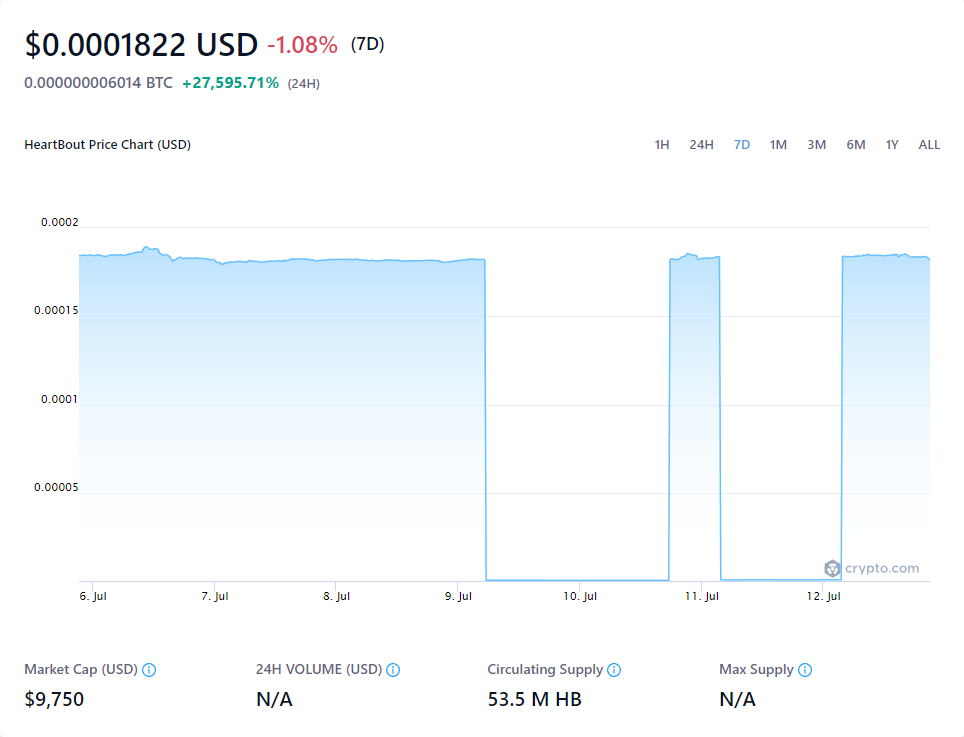 $0.0001822 USD -1.08% (7D)
0.000000006014 BTC +27,595.71% (24H)
HeartBout Price Chart (USD) 1H 24H 7D 1M 3M 6M 1Y ALL
0.0002
0.00015
0.0001
0.00005
crypto.com
6. Jul 7. Jul 8. Jul 9. Jul 10. Jul 11. Jul 12. Jul
Market Cap (USD) 24H VOLUME (USD) Circulating Supply Max Supply
$9,750 N/A 53.5 M HB N/A